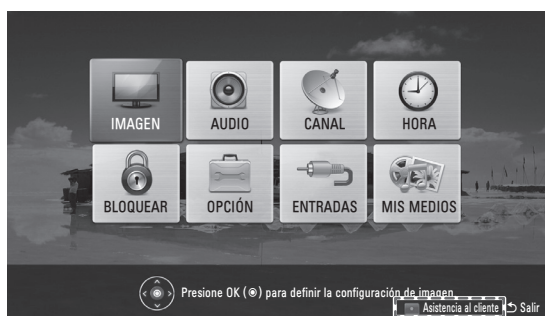 IMAGEN AUDIO CANAL HORA
BLOQUEAR OPCIÓN ENTRADAS MIS MEDIOS
Presione OK (◉) para definir la configuración de imagen
Asistencia al cliente Salir